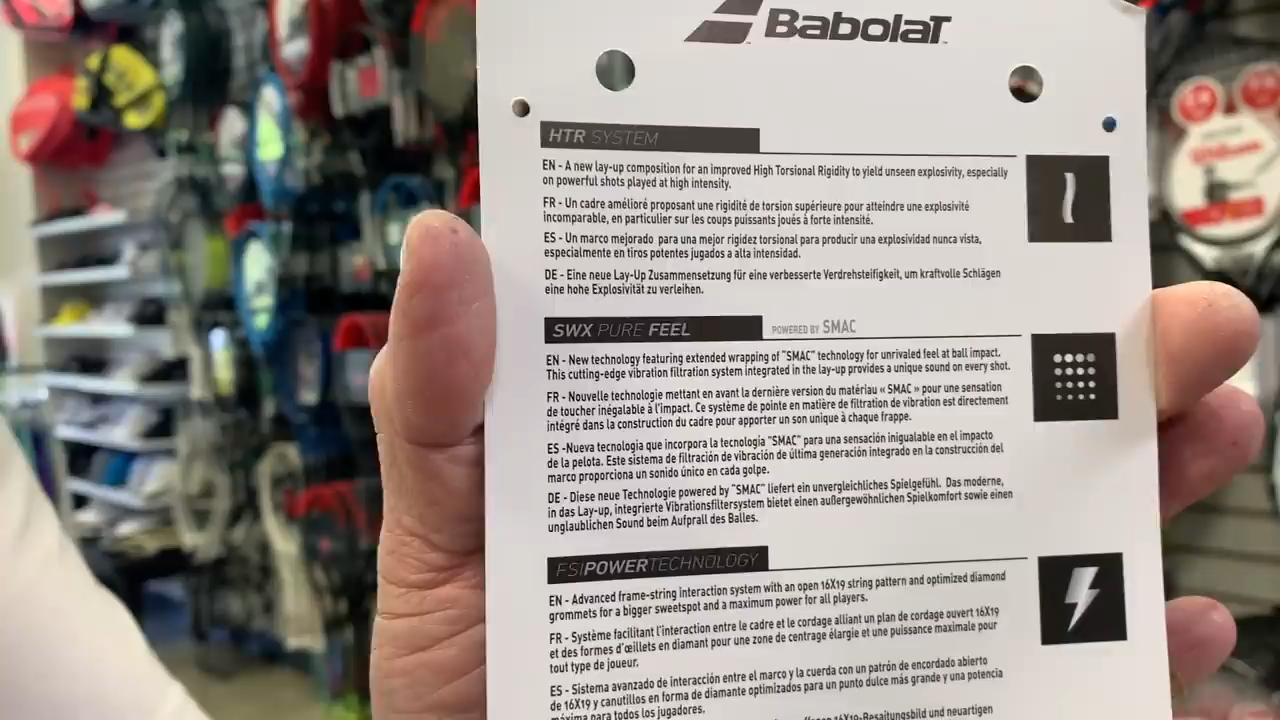 BabolaT
HTR SYSTEM
EN - A new lay-up composition for an improved High Torsional Rigidity to yield unseen explosivity, especially
on powerful shots played at high intensity.
FR - Un cadre amélioré proposant une rigidité de torsion supérieure pour atteindre une explosivité
incomparable, en particulier sur les coups puissants joués à forte intensité.
ES - Un marco mejorado para una mejor rigidez torsional para producir una explosividad nunca vista,
especialmente en tiros potentes jugados a alta intensidad.
DE - Eine neue Lay-Up Zusammensetzung für eine verbesserte Verdrehsteifigkeit, um kraftvolle Schlägen
eine hohe Explosivität zu verleihen.
SWX PURE FEEL POWERED BY SMAC
EN - New technology featuring extended wrapping of "SMAC" technology for unrivaled feel at ball impact.
This cutting-edge vibration filtration system integrated in the lay-up provides a unique sound on every shot.
FR - Nouvelle technologie mettant en avant la dernière version du matériau « SMAC » pour une sensation
de toucher inégalable à l'impact. Ce système de pointe en matière de filtration de vibration est directement
intégré dans la construction du cadre pour apporter un son unique à chaque frappe.
ES -Nueva tecnologia que incorpora la tecnologia "SMAC" para una sensación inigualable en el impacto
de la pelota. Este sistema de filtración de vibración de última generación integrado en la construcción del
marco proporciona un sonido único en cada golpe.
DE - Diese neue Technologie powered by "SMAC" liefert ein unvergleichliches Spielgefühl. Das moderne,
in das Lay-up, integrierte Vibrationsfiltersystem bietet einen außergewöhnlichen Spielkomfort sowie einen
unglaublichen Sound beim Aufprall des Balles.
FSI POWER TECHNOLOGY
EN - Advanced frame-string interaction system with an open 16X19 string pattern and optimized diamond
grommets for a bigger sweetspot and a maximum power for all players.
FR - Système facilitant l'interaction entre le cadre et le cordage alliant un plan de cordage ouvert 16X19
et des formes d'œillets en diamant pour une zone de centrage élargie et une puissance maximale pour
tout type de joueur.
ES - Sistema avanzado de interacción entre el marco y la cuerda con un patrón de encordado abierto
de 16X19 y canutillos en forma de diamante optimizados para un punto dulce más grande y una potencia
máxima para todos los jugadores.
16X19-Besaitungsbild und neuartigen